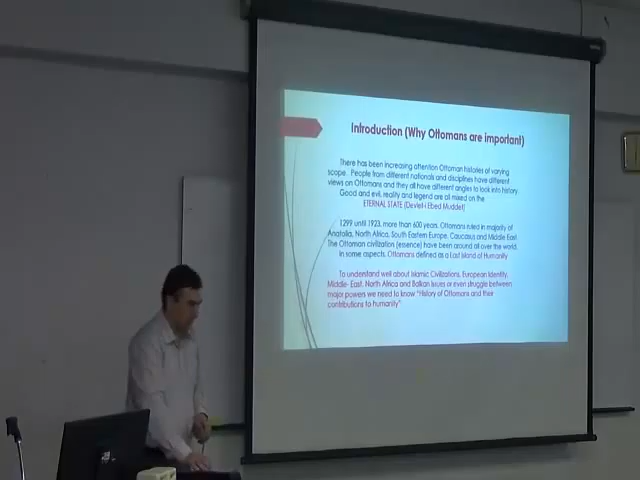 Introduction (Why Ottomans are important)
There has been increasing attention Ottoman histories of varying
scope. People from different nationals and disciplines have different
views on Ottomans and they all have different angles to look into history
Good and evil, reality and legend are all mixed on the
ETERNAL STATE (Devlet-i Ebed Muddet)
1299 until 1923, more than 600 years, Ottomans ruled in majority of
Anatolia, North Africa, South Eastern Europe, Caucasus and Middle East
The Ottoman civilization (essence) have been around all over the world.
In some aspects, Ottomans defined as a Last Island of Humanity
To understand well about Islamic Civilizations, European Identity,
Middle- East, North Africa and Balkan Issues or even struggle between
major powers we need to know "History of Ottomans and their
contributions to humanity"